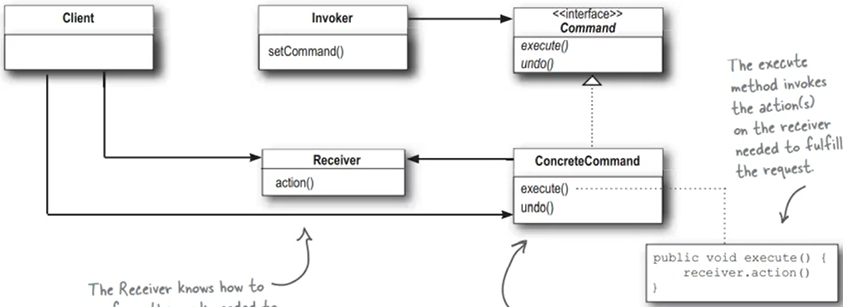 Client
Invoker
setCommand()
<<interface>>
Command
execute()
undo()
The execute
method invokes
the action(s)
on the receiver
needed to fulfill
the request.
Receiver
action()
ConcreteCommand
execute()
undo()
public void execute() {
receiver.action()
}
The Receiver knows how to